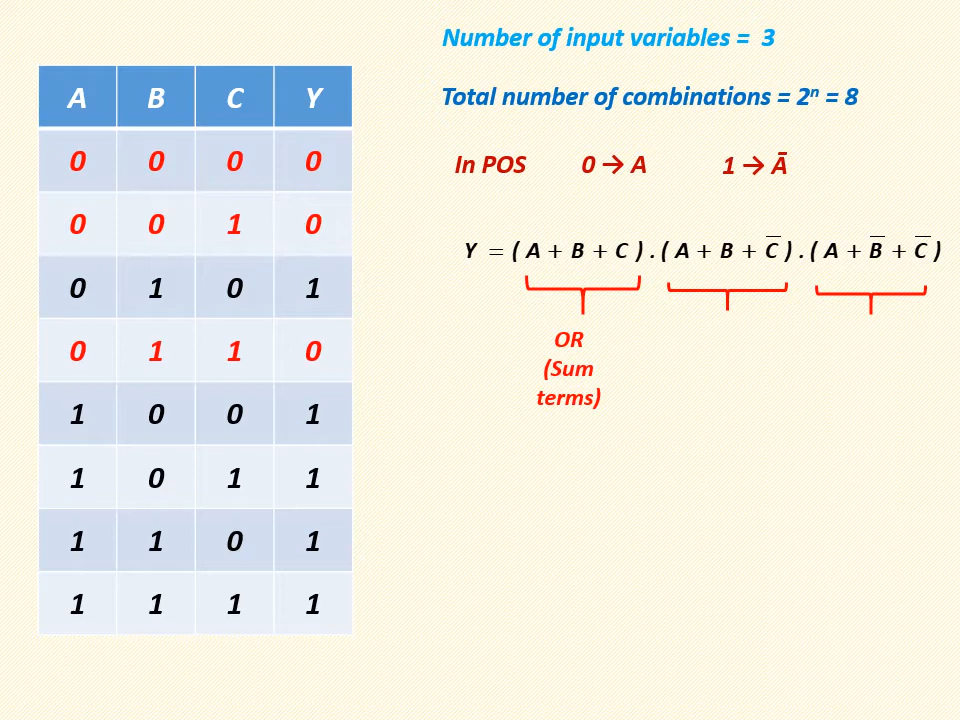 Number of input variables = 3
Total number of combinations = 2ⁿ = 8
In POS 0 → A 1 → Ā
Y = ( A + B + C ) . ( A + B + C̅ ) . ( A + B̅ + C̅ )
OR
(Sum
terms)
A B C Y
0 0 0 0
0 0 1 0
0 1 0 1
0 1 1 0
1 0 0 1
1 0 1 1
1 1 0 1
1 1 1 1